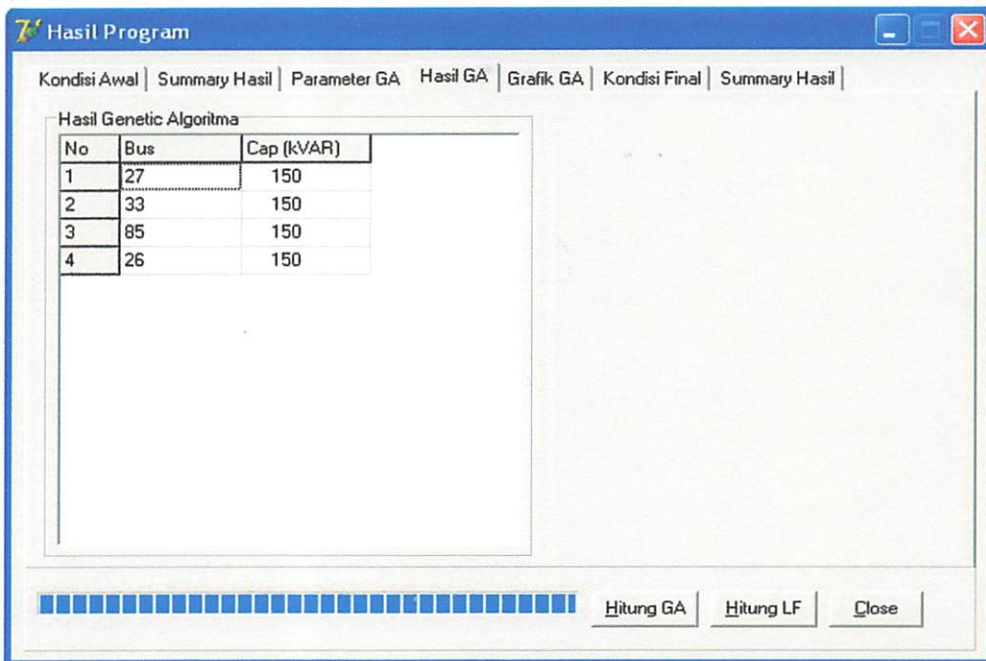 Hasil Program
Kondisi Awal Summary Hasil Parameter GA Hasil GA Grafik GA Kondisi Final Summary Hasil
Hasil Genetic Algoritma
No Bus Cap (kVAR)
1 27 150
2 33 150
3 85 150
4 26 150
Hitung GA Hitung LF Close